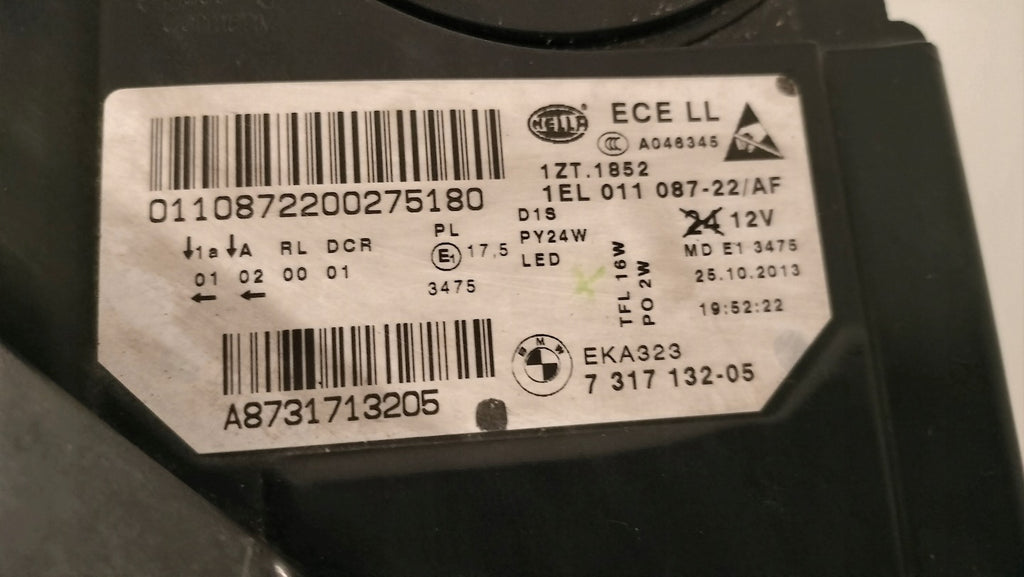 HELLA ®
ECE LL
CCC A046345
1ZT.1852
1EL 011 087-22/AF
0110872200275180
D1S
24 12V
↓1a ↓A RL DCR
PL
PY24W
MD E1 3475
E1 17,5
LED
01 02 00 01
25.10.2013
← ←
3475
TFL 16W
PO 2W
19:52:22
BMW
EKA323
7 317 132-05
A8731713205